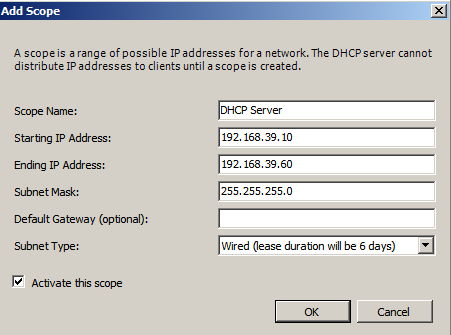 Add Scope
A scope is a range of possible IP addresses for a network. The DHCP server cannot
distribute IP addresses to clients until a scope is created.
Scope Name: DHCP Server
Starting IP Address: 192.168.39.10
Ending IP Address: 192.168.39.60
Subnet Mask: 255.255.255.0
Default Gateway (optional):
Subnet Type: Wired (lease duration will be 6 days)
Activate this scope
OK Cancel